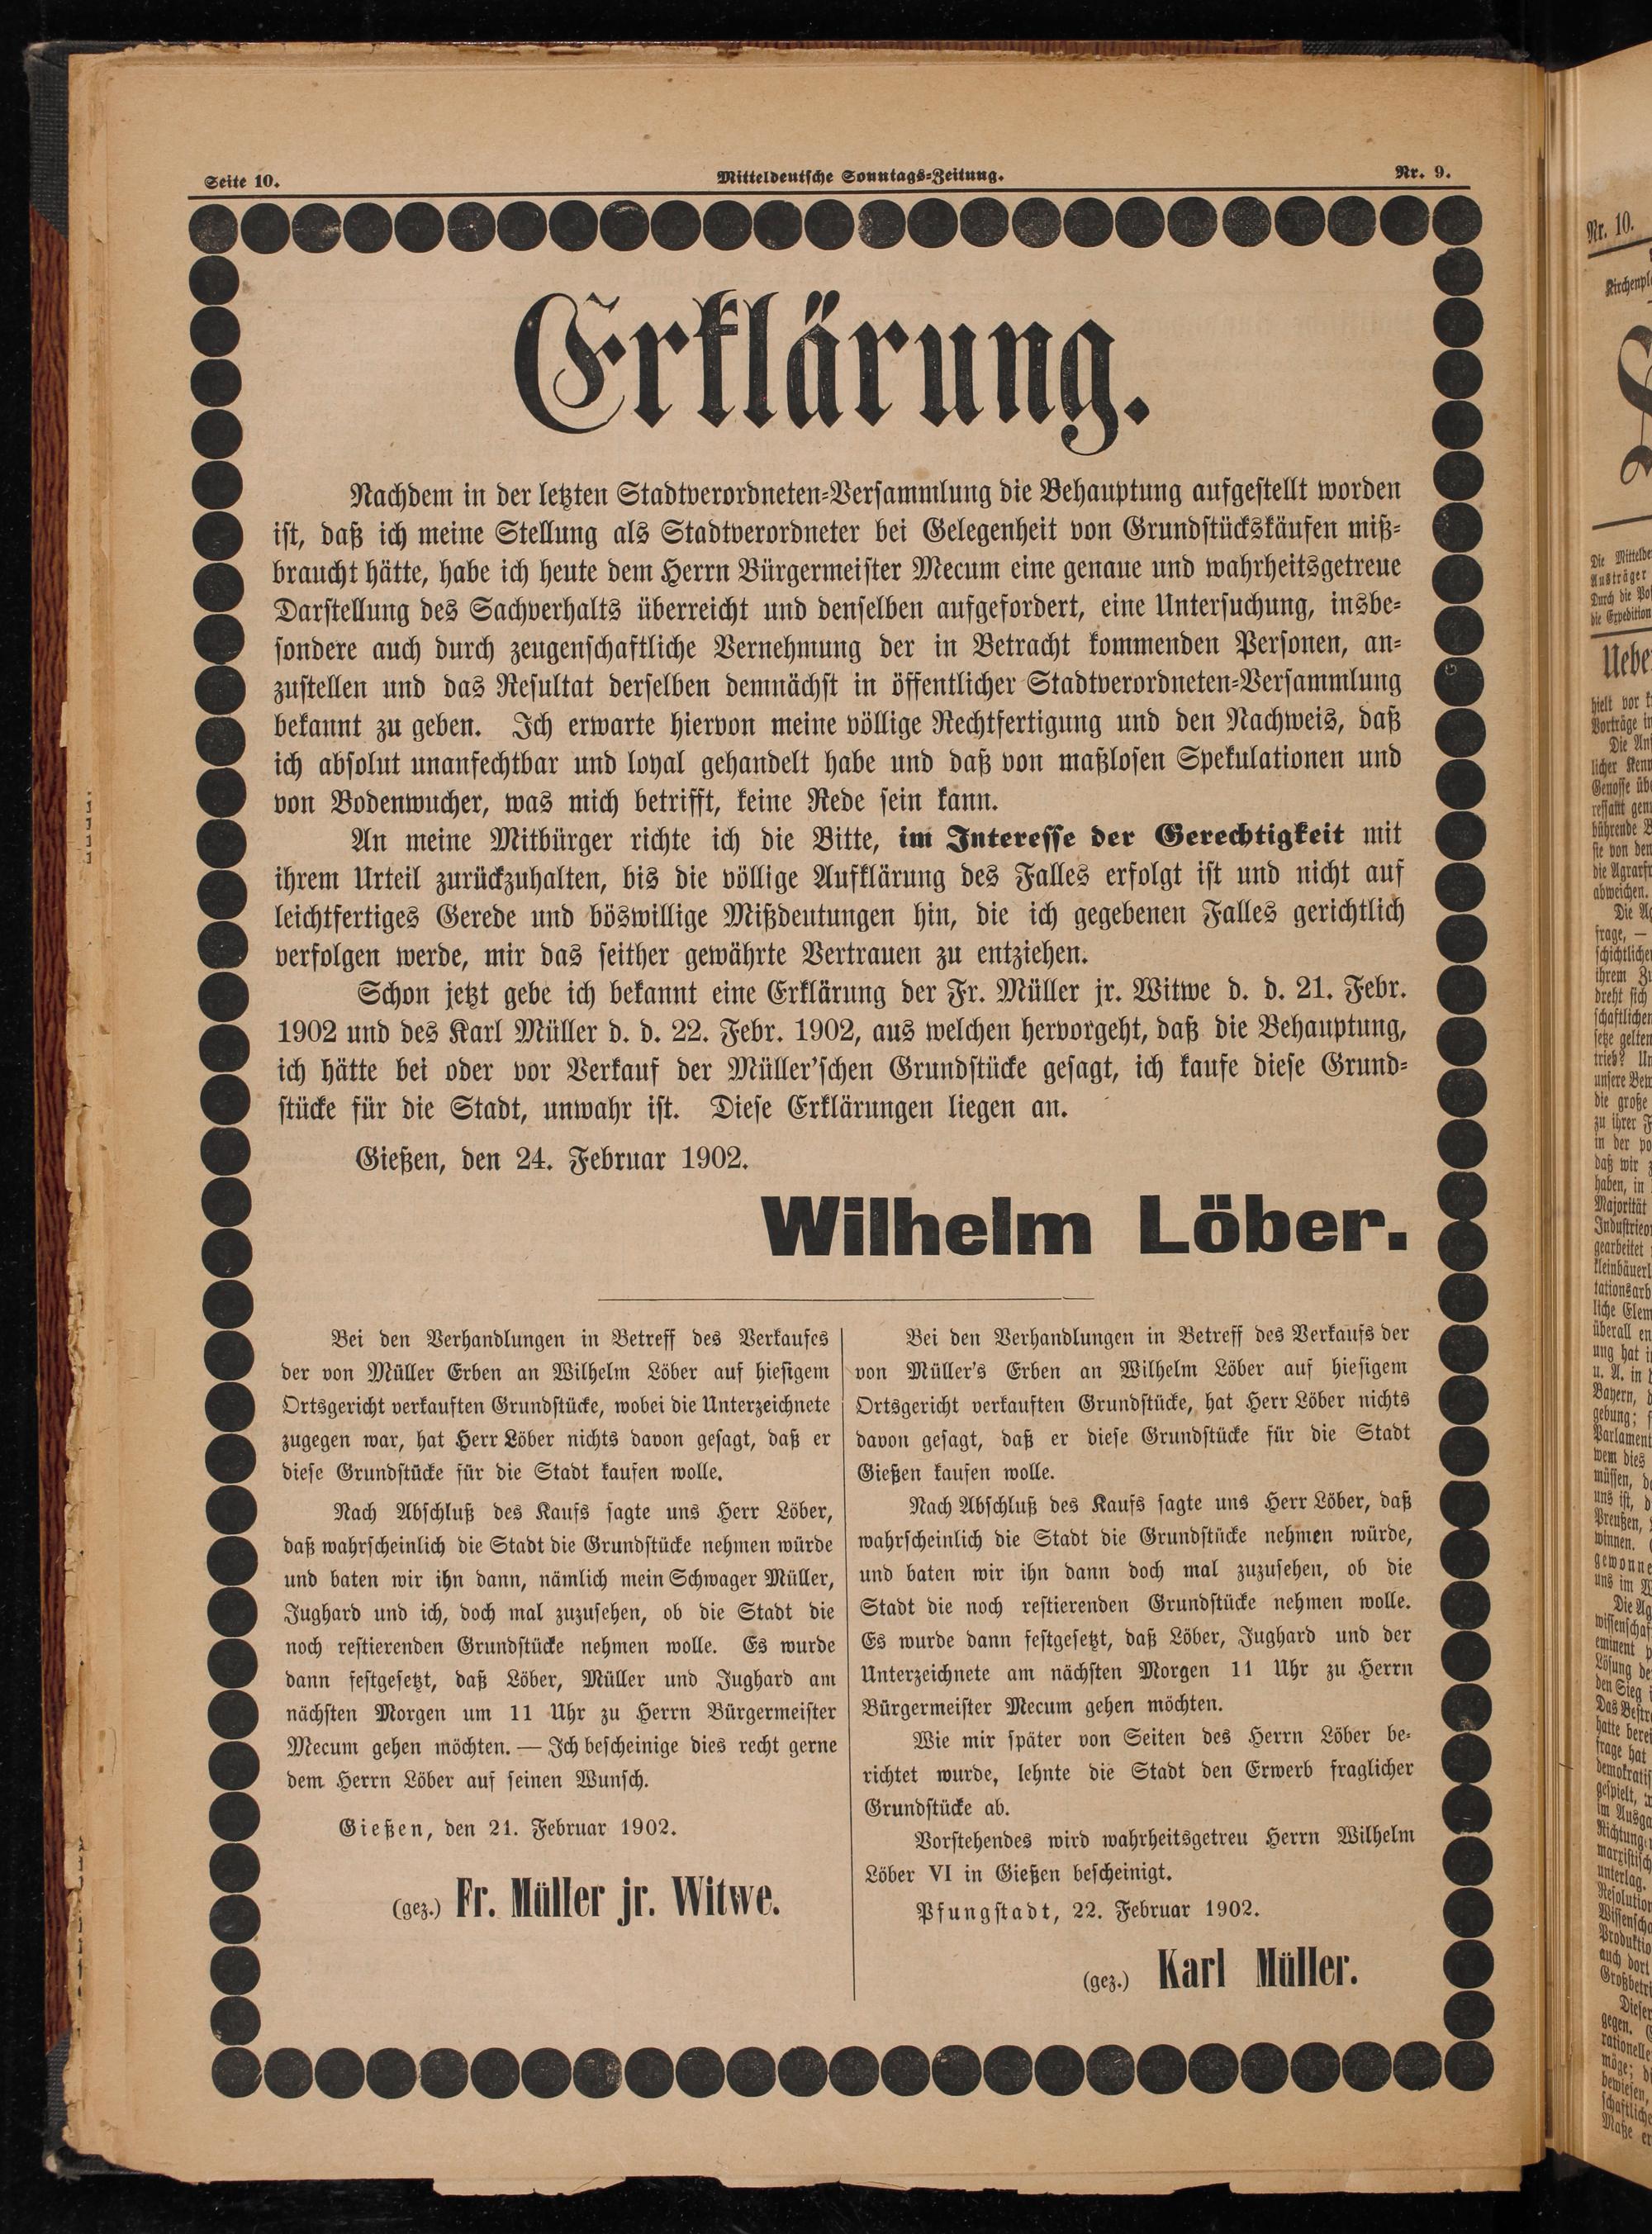 Seite 10.
Mitteldeutsche Sonntags-Zeitung.
Nr. 9.
Erklärung.
Nachdem in der letzten Stadtverordneten-Versammlung die Behauptung aufgestellt worden
ist, daß ich meine Stellung als Stadtverordneter bei Gelegenheit von Grundstückskäufen miß-
braucht hätte, habe ich heute dem Herrn Bürgermeister Mecum eine genaue und wahrheitsgetreue
Darstellung des Sachverhalts überreicht und denselben aufgefordert, eine Untersuchung, insbe-
sondere auch durch zeugenschaftliche Vernehmung der in Betracht kommenden Personen, an-
zustellen und das Resultat derselben demnächst in öffentlicher Stadtverordneten-Versammlung
bekannt zu geben. Ich erwarte hiervon meine völlige Rechtfertigung und den Nachweis, daß
ich absolut unanfechtbar und loyal gehandelt habe und daß von maßlosen Spekulationen und
von Bodenwucher, was mich betrifft, keine Rede sein kann.
An meine Mitbürger richte ich die Bitte, im Interesse der Gerechtigkeit mit
ihrem Urteil zurückzuhalten, bis die völlige Aufklärung des Falles erfolgt ist und nicht auf
leichtfertiges Gerede und böswillige Mißdeutungen hin, die ich gegebenen Falles gerichtlich
verfolgen werde, mir das seither gewährte Vertrauen zu entziehen.
Schon jetzt gebe ich bekannt eine Erklärung der Fr. Müller jr. Witwe d. d. 21. Febr.
1902 und des Karl Müller d. d. 22. Febr. 1902, aus welchen hervorgeht, daß die Behauptung,
ich hätte bei oder vor Verkauf der Müller'schen Grundstücke gesagt, ich kaufe diese Grund-
stücke für die Stadt, unwahr ist. Diese Erklärungen liegen an.
Gießen, den 24. Februar 1902.
Wilhelm Löber.
Bei den Verhandlungen in Betreff des Verkaufes
der von Müller Erben an Wilhelm Löber auf hiesigem
Ortsgericht verkauften Grundstücke, wobei die Unterzeichnete
zugegen war, hat Herr Löber nichts davon gesagt, daß er
diese Grundstücke für die Stadt kaufen wolle.
Nach Abschluß des Kaufs sagte uns Herr Löber,
daß wahrscheinlich die Stadt die Grundstücke nehmen würde
und baten wir ihn dann, nämlich mein Schwager Müller,
Jughard und ich, doch mal zuzusehen, ob die Stadt die
noch restierenden Grundstücke nehmen wolle. Es wurde
dann festgesetzt, daß Löber, Müller und Jughard am
nächsten Morgen um 11 Uhr zu Herrn Bürgermeister
Mecum gehen möchten. — Ich bescheinige dies recht gerne
dem Herrn Löber auf seinen Wunsch.
Gießen, den 21. Februar 1902.
(gez.) Fr. Müller jr. Witwe.
Bei den Verhandlungen in Betreff des Verkaufs der
von Müller's Erben an Wilhelm Löber auf hiesigem
Ortsgericht verkauften Grundstücke, hat Herr Löber nichts
davon gesagt, daß er diese Grundstücke für die Stadt
Gießen kaufen wolle.
Nach Abschluß des Kaufs sagte uns Herr Löber, daß
wahrscheinlich die Stadt die Grundstücke nehmen würde,
und baten wir ihn dann doch mal zuzusehen, ob die
Stadt die noch restierenden Grundstücke nehmen wolle.
Es wurde dann festgesetzt, daß Löber, Jughard und der
Unterzeichnete am nächsten Morgen 11 Uhr zu Herrn
Bürgermeister Mecum gehen möchten.
Wie mir später von Seiten des Herrn Löber be-
richtet wurde, lehnte die Stadt den Erwerb fraglicher
Grundstücke ab.
Vorstehendes wird wahrheitsgetreu Herrn Wilhelm
Löber VI in Gießen bescheinigt.
Pfungstadt, 22. Februar 1902.
(gez.) Karl Müller.
Nr. 10.